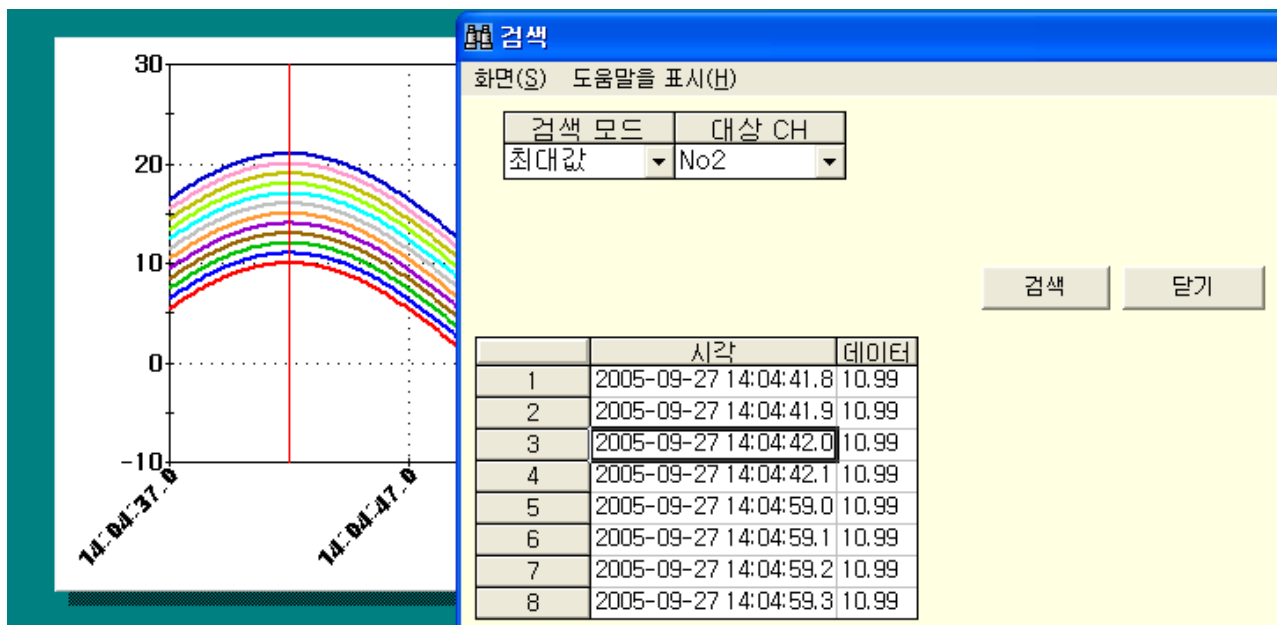 30
20
10
0
-10
14:04:37.0
14:04:47.0
검색
화면(S) 도움말을 표시(H)
검색 모드 대상 CH
최대값 No2
검색 닫기
시각 데이터
1 2005-09-27 14:04:41.8 10.99
2 2005-09-27 14:04:41.9 10.99
3 2005-09-27 14:04:42.0 10.99
4 2005-09-27 14:04:42.1 10.99
5 2005-09-27 14:04:59.0 10.99
6 2005-09-27 14:04:59.1 10.99
7 2005-09-27 14:04:59.2 10.99
8 2005-09-27 14:04:59.3 10.99